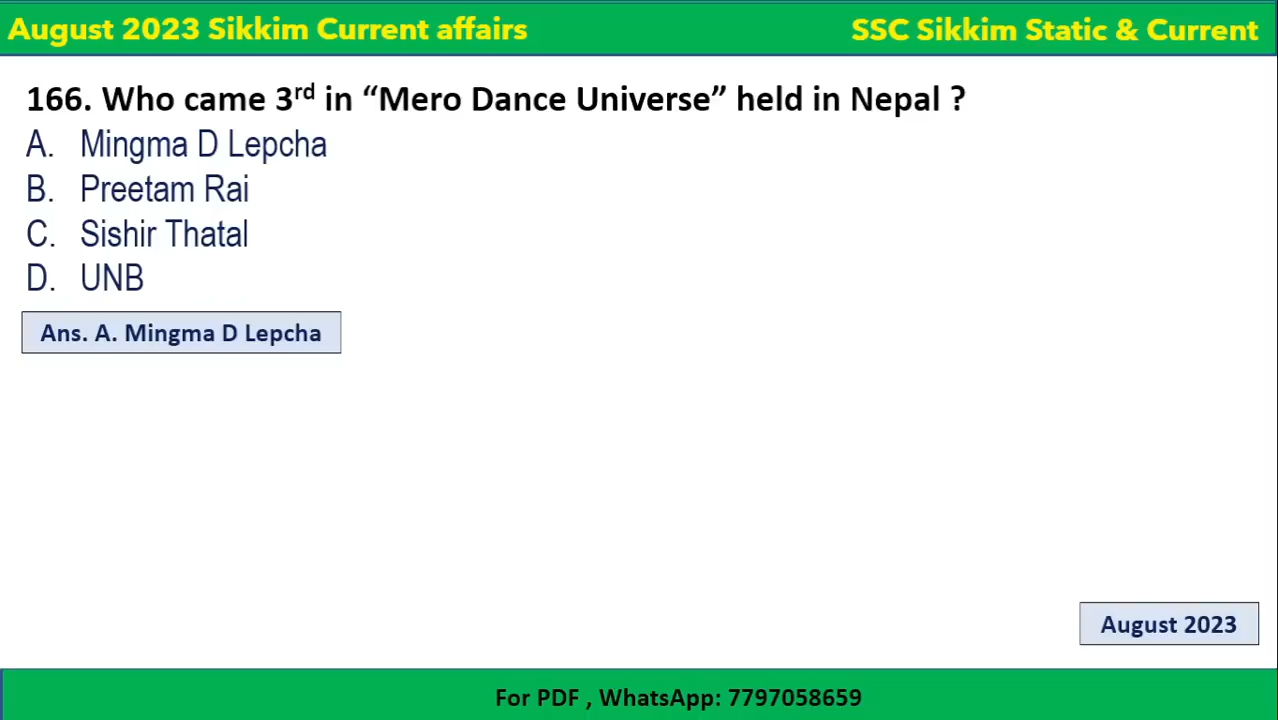 August 2023 Sikkim Current affairs
SSC Sikkim Static & Current
166. Who came 3rd in “Mero Dance Universe” held in Nepal ?
A. Mingma D Lepcha
B. Preetam Rai
C. Sishir Thatal
D. UNB
Ans. A. Mingma D Lepcha
August 2023
For PDF , WhatsApp: 7797058659